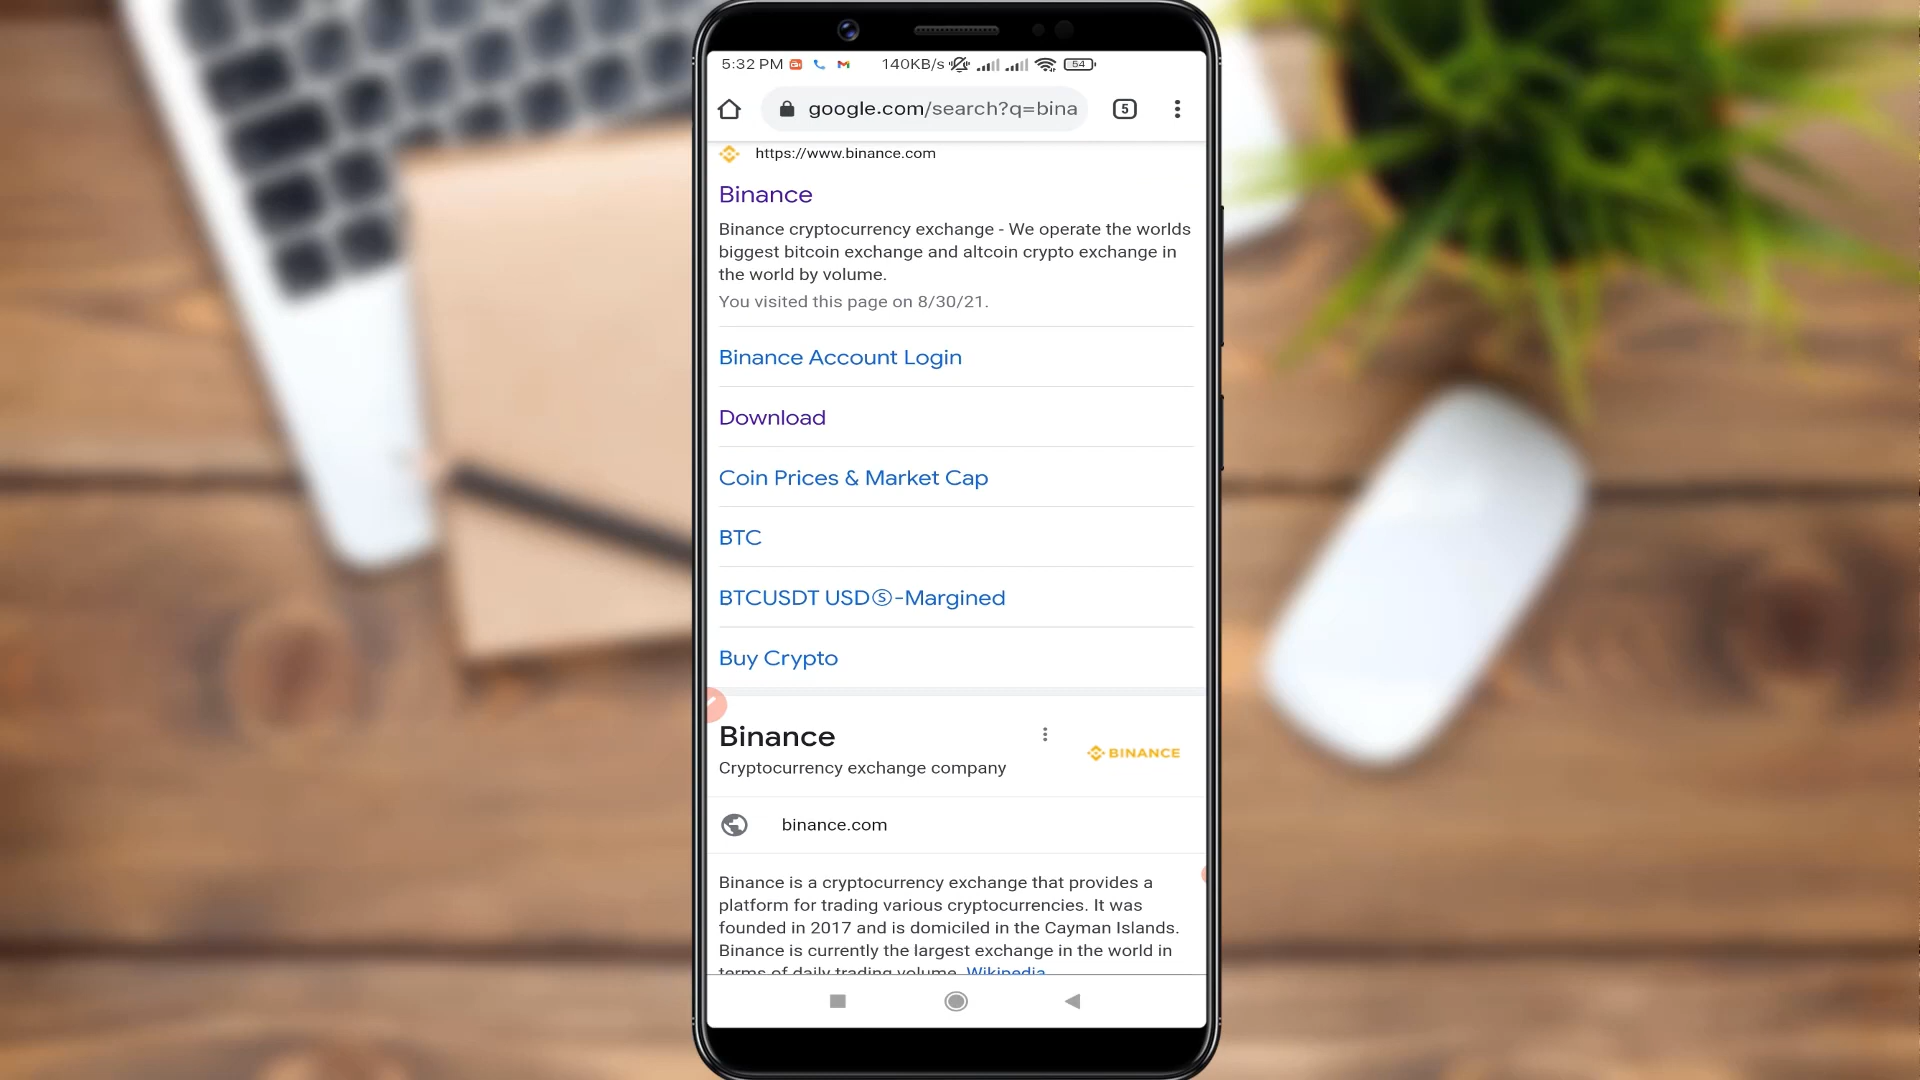 5:32 PM 140KB/s 54
google.com/search?q=bina 5
https://www.binance.com
Binance
Binance cryptocurrency exchange - We operate the worlds
biggest bitcoin exchange and altcoin crypto exchange in
the world by volume.
You visited this page on 8/30/21.
Binance Account Login
Download
Coin Prices & Market Cap
BTC
BTCUSDT USDⓈ-Margined
Buy Crypto
Binance
BINANCE
Cryptocurrency exchange company
binance.com
Binance is a cryptocurrency exchange that provides a
platform for trading various cryptocurrencies. It was
founded in 2017 and is domiciled in the Cayman Islands.
Binance is currently the largest exchange in the world in
terms of daily trading volume. Wikipedia